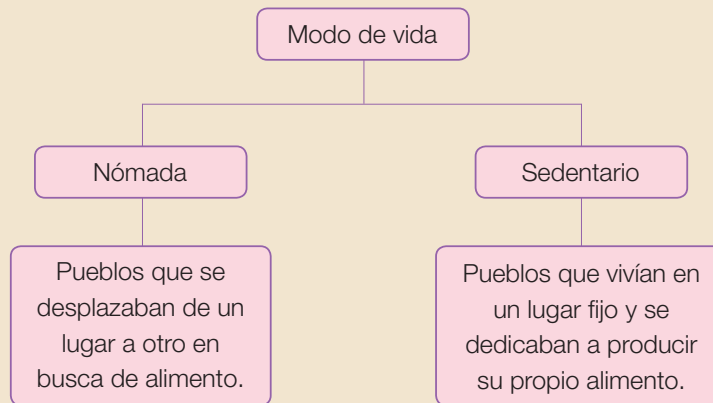 Modo de vida
Nómada
Sedentario
Pueblos que se
desplazaban de un
lugar a otro en
busca de alimento.
Pueblos que vivían en
un lugar fijo y se
dedicaban a producir
su propio alimento.